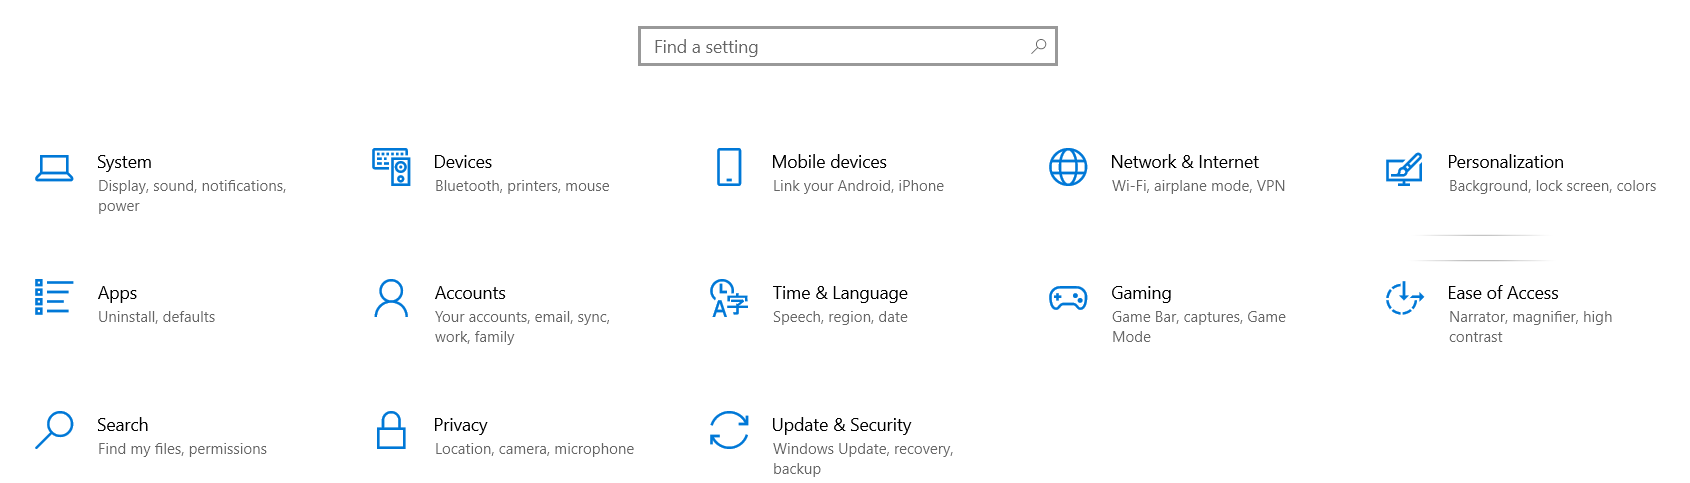 Find a setting
System
Display, sound, notifications,
power
Devices
Bluetooth, printers, mouse
Mobile devices
Link your Android, iPhone
Network & Internet
Wi-Fi, airplane mode, VPN
Personalization
Background, lock screen, colors
Apps
Uninstall, defaults
Accounts
Your accounts, email, sync,
work, family
Time & Language
Speech, region, date
Gaming
Game Bar, captures, Game
Mode
Ease of Access
Narrator, magnifier, high
contrast
Search
Find my files, permissions
Privacy
Location, camera, microphone
Update & Security
Windows Update, recovery,
backup